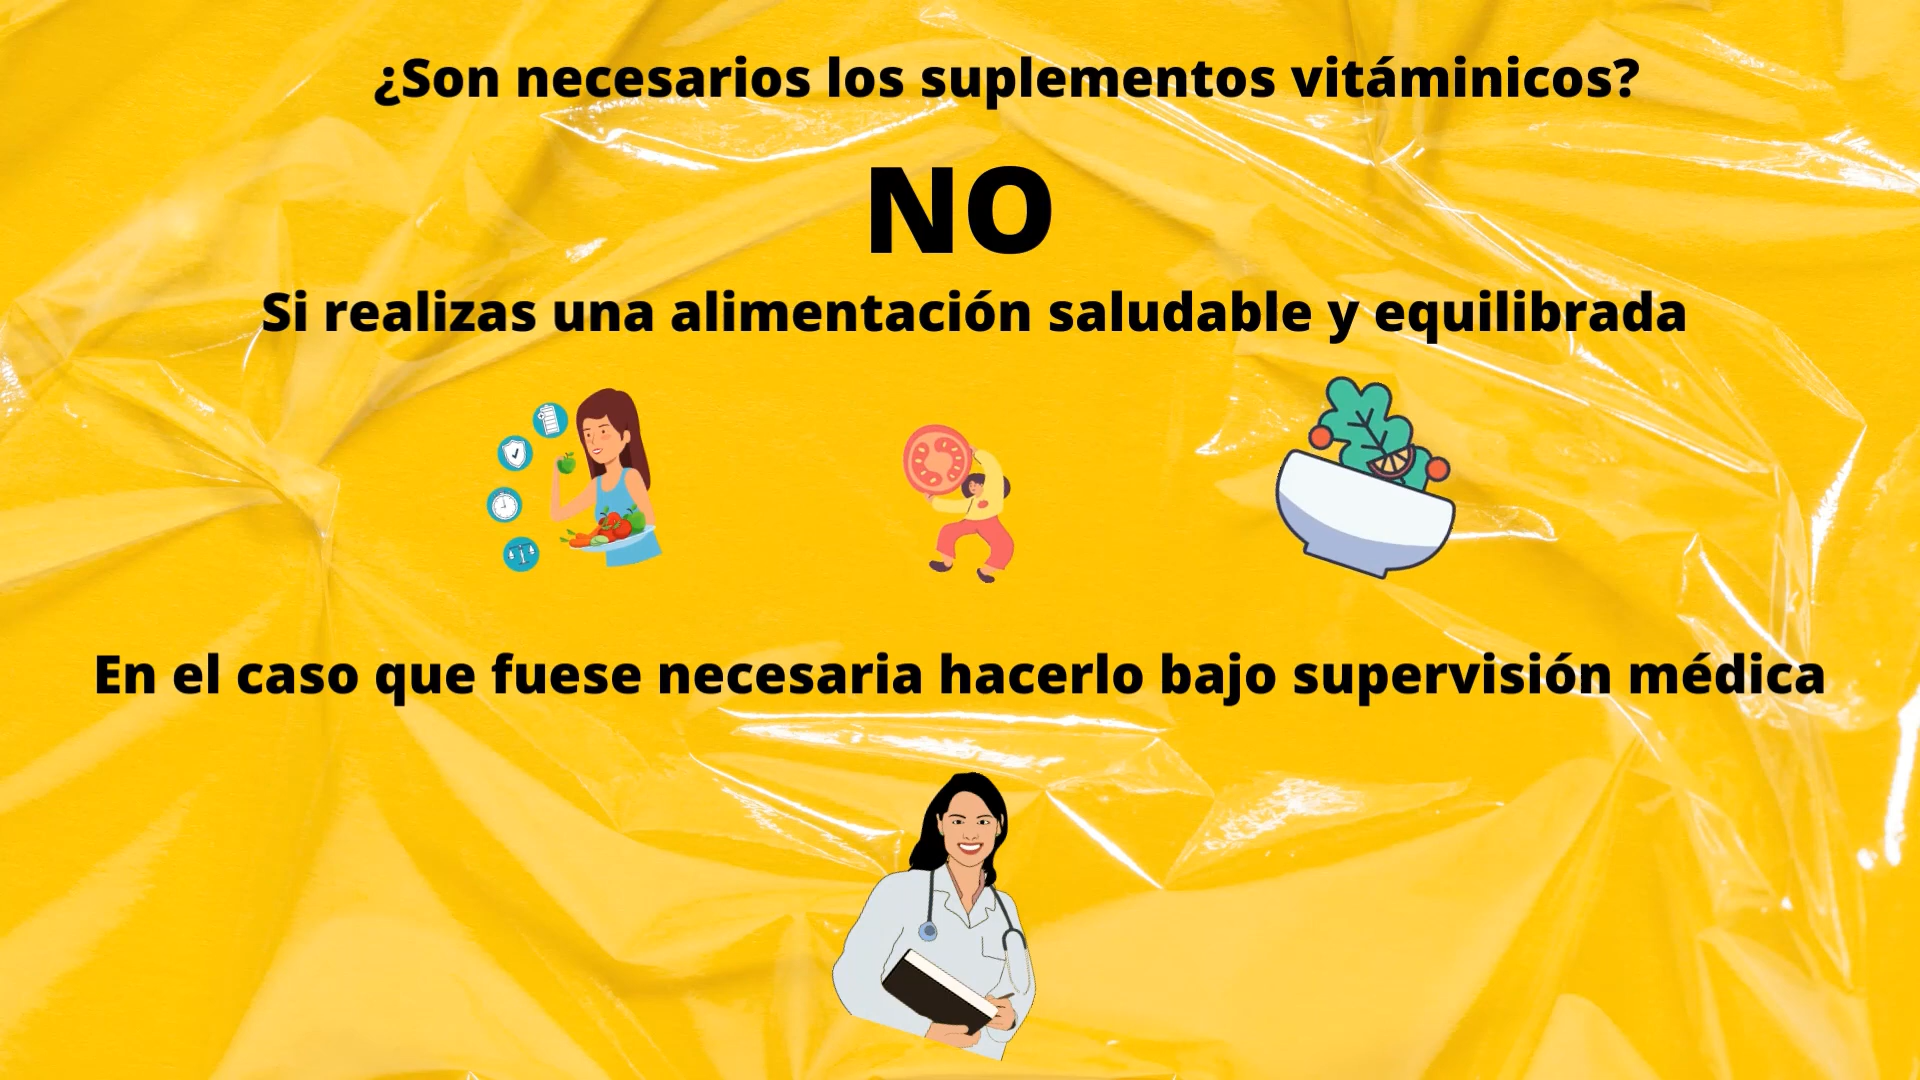 ¿Son necesarios los suplementos vitáminicos?
NO
Si realizas una alimentación saludable y equilibrada
En el caso que fuese necesaria hacerlo bajo supervisión médica